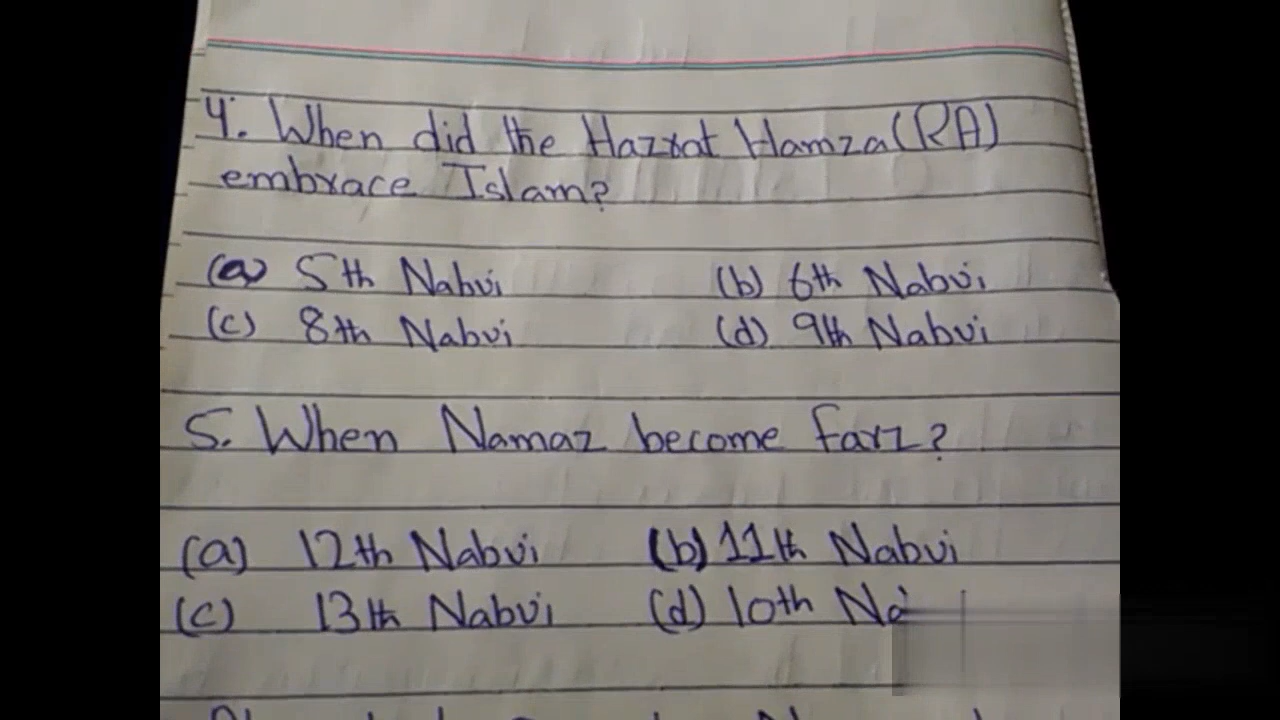 4. When did the Hazrat Hamza (RA)
embrace Islam?
(a) 5th Nabvi (b) 6th Nabvi
(c) 8th Nabvi (d) 9th Nabvi
5. When Namaz become farz?
(a) 12th Nabvi (b) 11th Nabvi
(c) 13th Nabvi (d) 10th Na